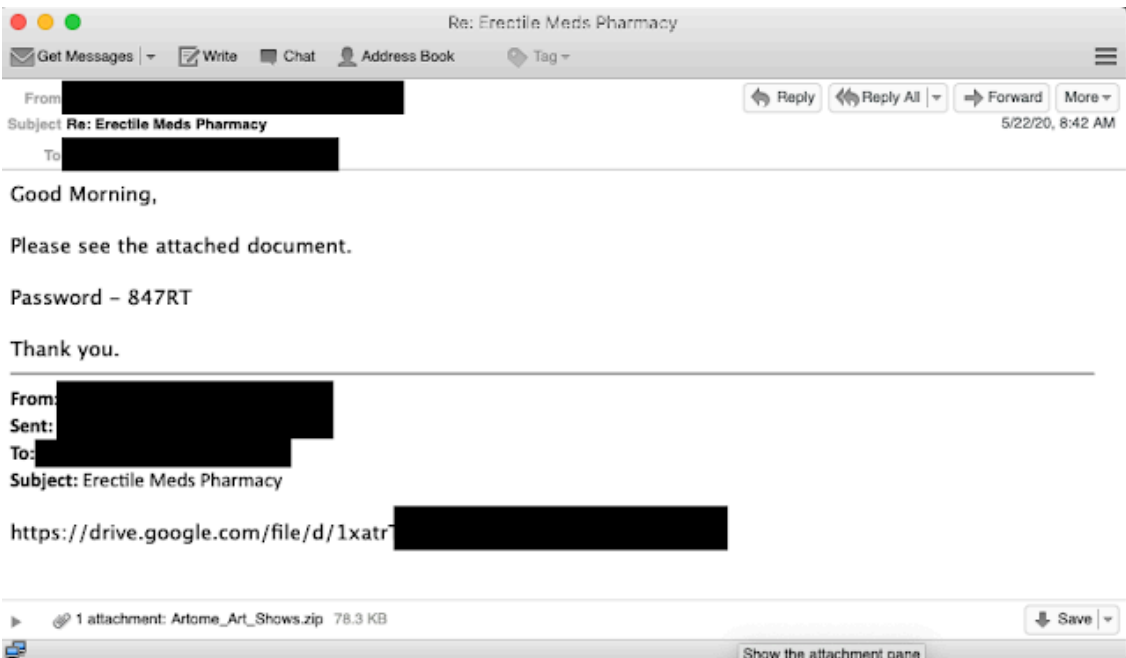 Re: Erectile Meds Pharmacy
Get Messages Write Chat Address Book Tag
From Reply Reply All Forward More
Subject Re: Erectile Meds Pharmacy 5/22/20, 8:42 AM
To
Good Morning,
Please see the attached document.
Password – 847RT
Thank you.
From:
Sent:
To:
Subject: Erectile Meds Pharmacy
https://drive.google.com/file/d/1xatr
1 attachment: Artome_Art_Shows.zip 78.3 KB Save
Show the attachment pane